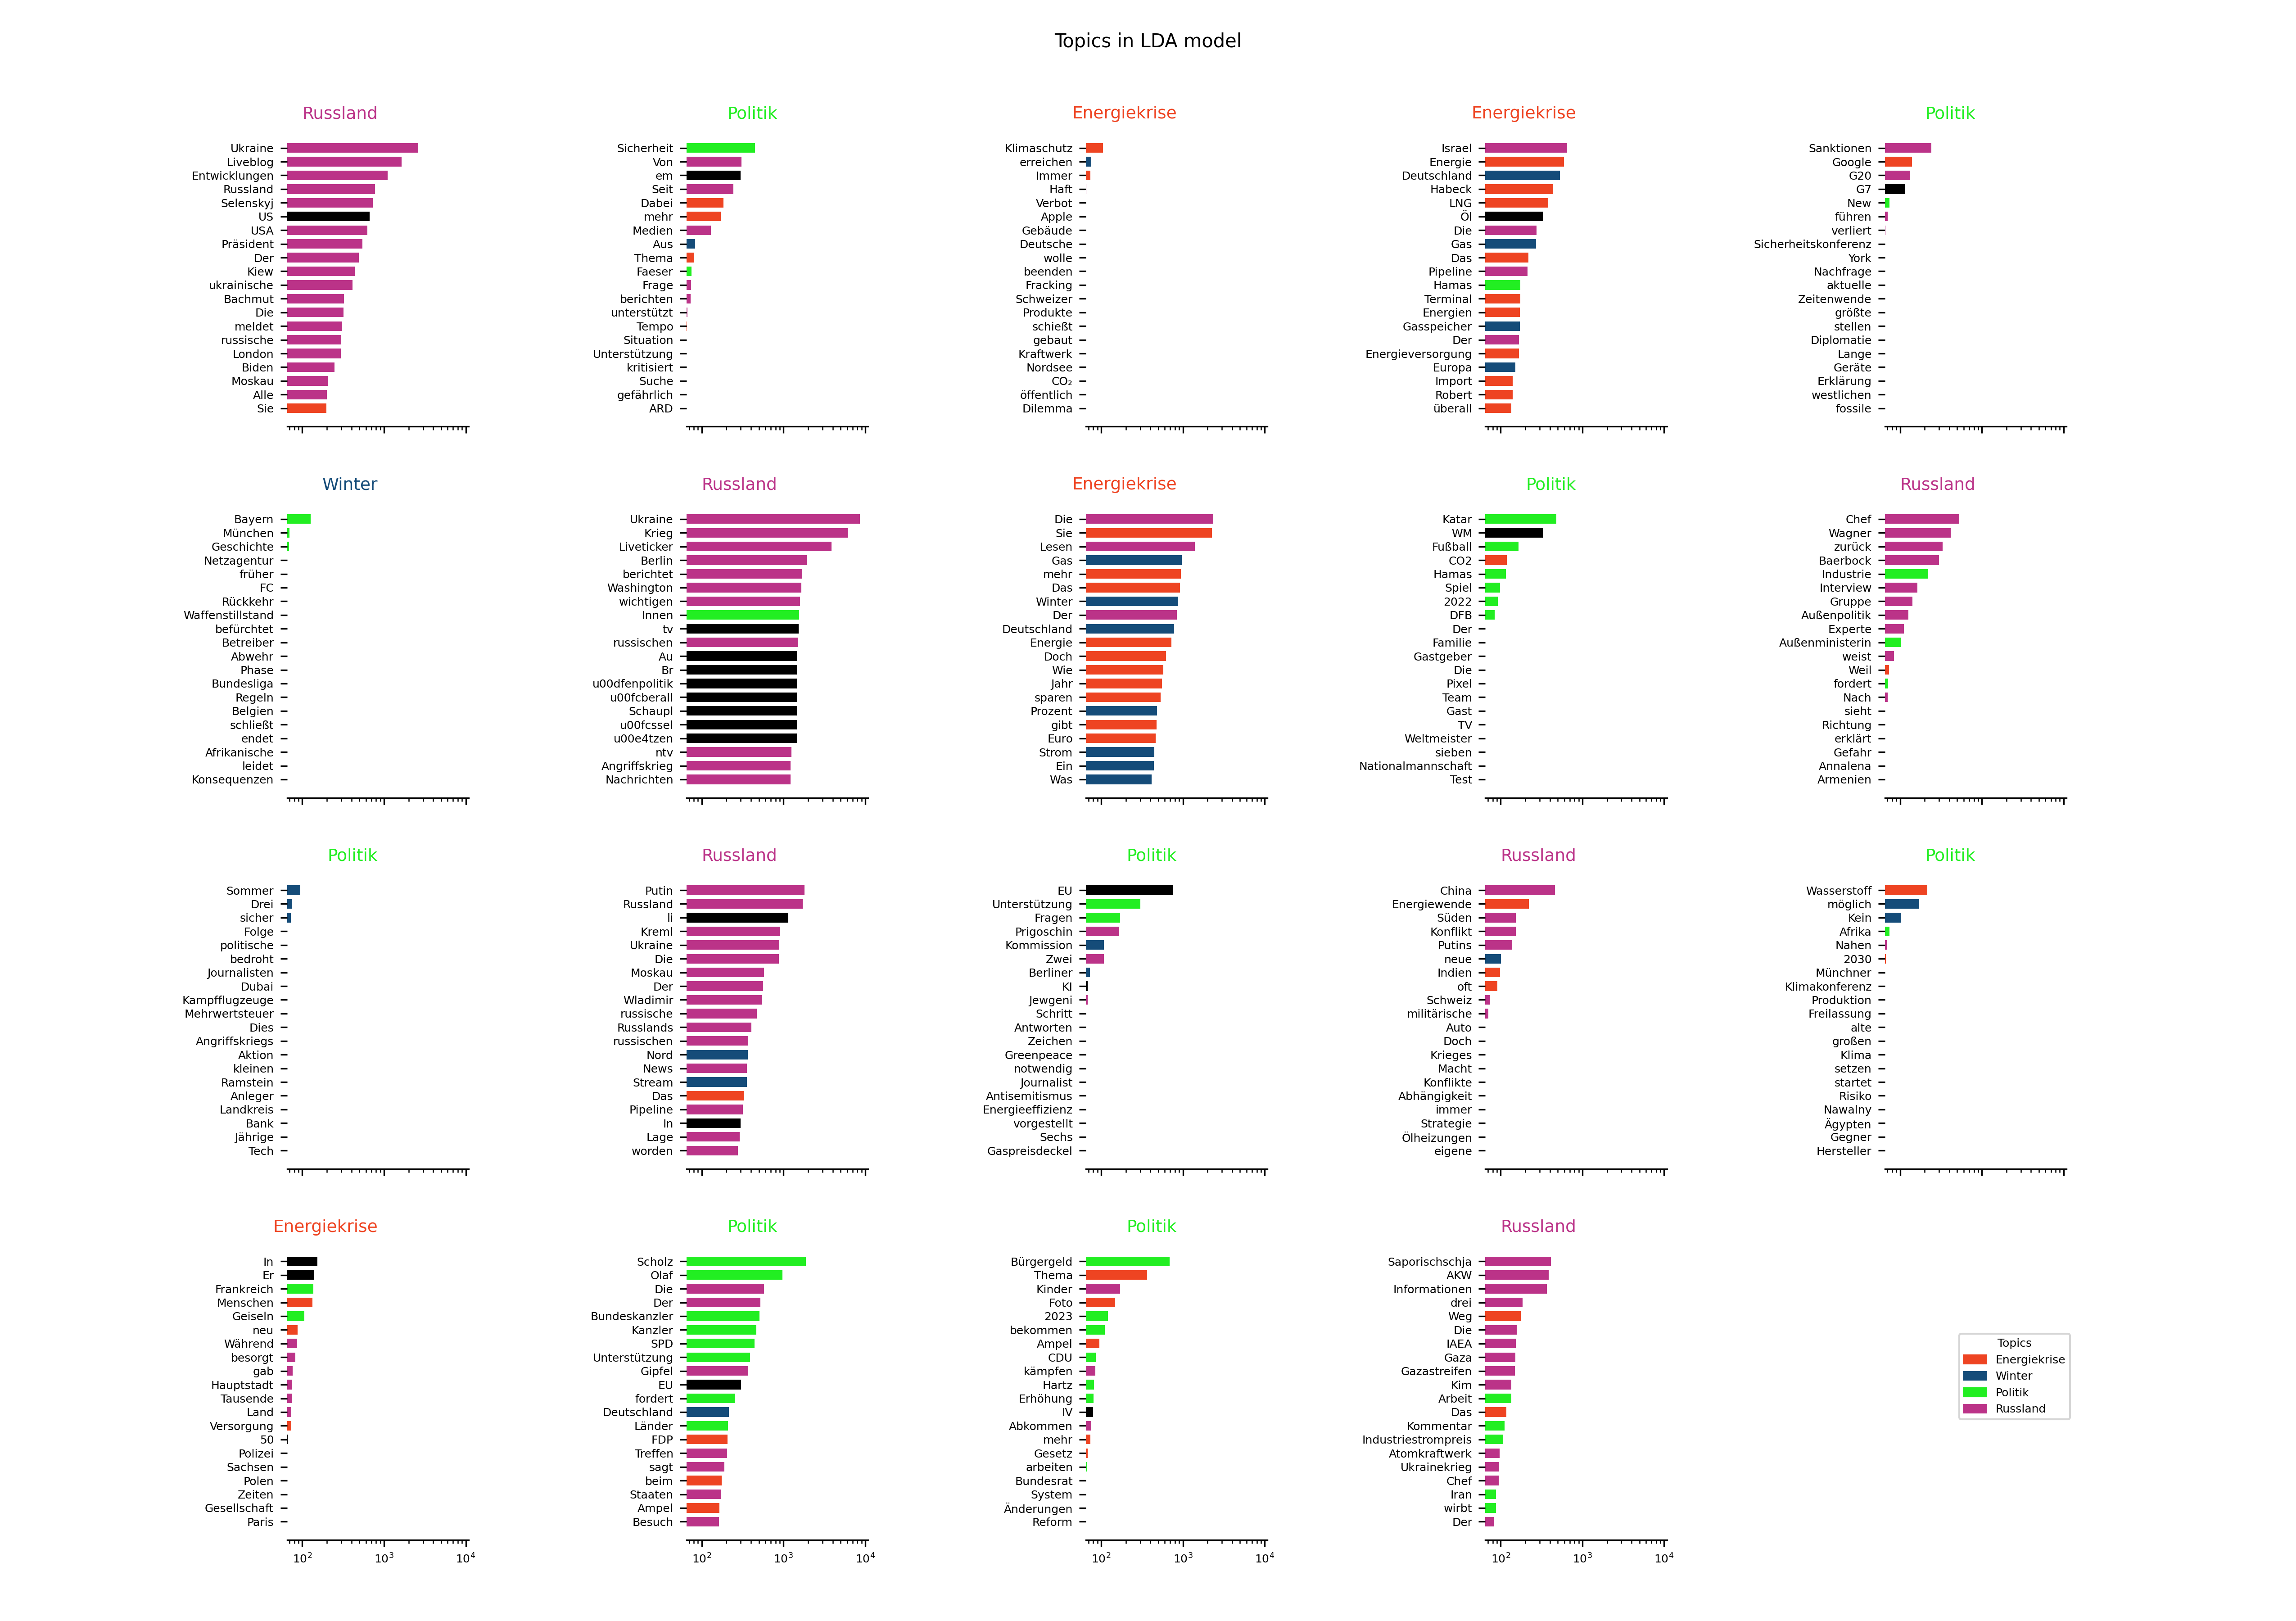 Topics in LDA model
Russland
Ukraine
Liveblog
Entwicklungen
Russland
Selenskyj
US
USA
Präsident
Der
Kiew
ukrainische
Bachmut
Die
meldet
russische
London
Biden
Moskau
Alle
Sie
Politik
Sicherheit
Von
em
Seit
Dabei
mehr
Medien
Aus
Thema
Faeser
Frage
berichten
unterstützt
Tempo
Situation
Unterstützung
kritisiert
Suche
gefährlich
ARD
Energiekrise
Klimaschutz
erreichen
Immer
Haft
Verbot
Apple
Gebäude
Deutsche
wolle
beenden
Fracking
Schweizer
Produkte
schießt
gebaut
Kraftwerk
Nordsee
CO₂
öffentlich
Dilemma
Energiekrise
Israel
Energie
Deutschland
Habeck
LNG
Öl
Die
Gas
Das
Pipeline
Hamas
Terminal
Energien
Gasspeicher
Der
Energieversorgung
Europa
Import
Robert
überall
Politik
Sanktionen
Google
G20
G7
New
führen
verliert
Sicherheitskonferenz
York
Nachfrage
aktuelle
Zeitenwende
größte
stellen
Diplomatie
Lange
Geräte
Erklärung
westlichen
fossile
Winter
Bayern
München
Geschichte
Netzagentur
früher
FC
Rückkehr
Waffenstillstand
befürchtet
Betreiber
Abwehr
Phase
Bundesliga
Regeln
Belgien
schließt
endet
Afrikanische
leidet
Konsequenzen
Russland
Ukraine
Krieg
Liveticker
Berlin
berichtet
Washington
wichtigen
Innen
tv
russischen
Au
Br
u00dfenpolitik
u00fcberall
Schaupl
u00fcssel
u00e4tzen
ntv
Angriffskrieg
Nachrichten
Energiekrise
Die
Sie
Lesen
Gas
mehr
Das
Winter
Der
Deutschland
Energie
Doch
Wie
Jahr
sparen
Prozent
gibt
Euro
Strom
Ein
Was
Politik
Katar
WM
Fußball
CO2
Hamas
Spiel
2022
DFB
Der
Familie
Gastgeber
Die
Pixel
Team
Gast
TV
Weltmeister
sieben
Nationalmannschaft
Test
Russland
Chef
Wagner
zurück
Baerbock
Industrie
Interview
Gruppe
Außenpolitik
Experte
Außenministerin
weist
Weil
fordert
Nach
sieht
Richtung
erklärt
Gefahr
Annalena
Armenien
Politik
Sommer
Drei
sicher
Folge
politische
bedroht
Journalisten
Dubai
Kampfflugzeuge
Mehrwertsteuer
Dies
Angriffskriegs
Aktion
kleinen
Ramstein
Anleger
Landkreis
Bank
Jährige
Tech
Russland
Putin
Russland
li
Kreml
Ukraine
Die
Moskau
Der
Wladimir
russische
Russlands
russischen
Nord
News
Stream
Das
Pipeline
In
Lage
worden
Politik
EU
Unterstützung
Fragen
Prigoschin
Kommission
Zwei
Berliner
KI
Jewgeni
Schritt
Antworten
Zeichen
Greenpeace
notwendig
Journalist
Antisemitismus
Energieeffizienz
vorgestellt
Sechs
Gaspreisdeckel
Russland
China
Energiewende
Süden
Konflikt
Putins
neue
Indien
oft
Schweiz
militärische
Auto
Doch
Krieges
Macht
Konflikte
Abhängigkeit
immer
Strategie
Ölheizungen
eigene
Politik
Wasserstoff
möglich
Kein
Afrika
Nahen
2030
Münchner
Klimakonferenz
Produktion
Freilassung
alte
großen
Klima
setzen
startet
Risiko
Nawalny
Ägypten
Gegner
Hersteller
Energiekrise
In
Er
Frankreich
Menschen
Geiseln
neu
Während
besorgt
gab
Hauptstadt
Tausende
Land
Versorgung
50
Polizei
Sachsen
Polen
Zeiten
Gesellschaft
Paris
10² 10³ 10⁴
Politik
Scholz
Olaf
Die
Der
Bundeskanzler
Kanzler
SPD
Unterstützung
Gipfel
EU
fordert
Deutschland
Länder
FDP
Treffen
sagt
beim
Staaten
Ampel
Besuch
10² 10³ 10⁴
Politik
Bürgergeld
Thema
Kinder
Foto
2023
bekommen
Ampel
CDU
kämpfen
Hartz
Erhöhung
IV
Abkommen
mehr
Gesetz
arbeiten
Bundesrat
System
Änderungen
Reform
10² 10³ 10⁴
Russland
Saporischschja
AKW
Informationen
drei
Weg
Die
IAEA
Gaza
Gazastreifen
Kim
Arbeit
Das
Kommentar
Industriestrompreis
Atomkraftwerk
Ukrainekrieg
Chef
Iran
wirbt
Der
10² 10³ 10⁴
Topics
Energiekrise
Winter
Politik
Russland